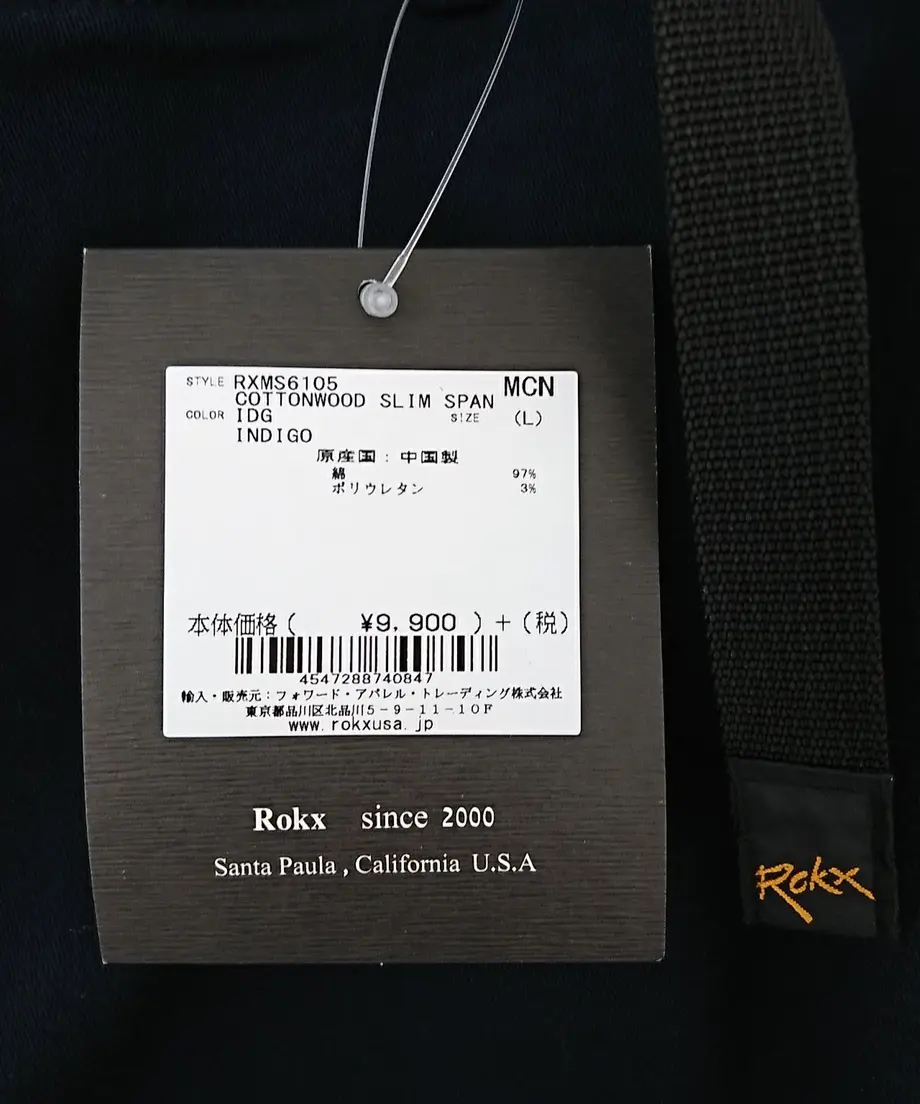 STYLE RXMS6105 MCN
COTTONWOOD SLIM SPAN
COLOR IDG SIZE (L)
INDIGO
原産国：中国製
綿 97%
ポリウレタン 3%
本体価格( ¥9,900 )+(税)
4547288740847
輸入・販売元：フォワード・アパレル・トレーディング株式会社
東京都品川区北品川5-9-11-10F
www.rokxusa.jp
Rokx since 2000
Santa Paula , California U.S.A
Rokx